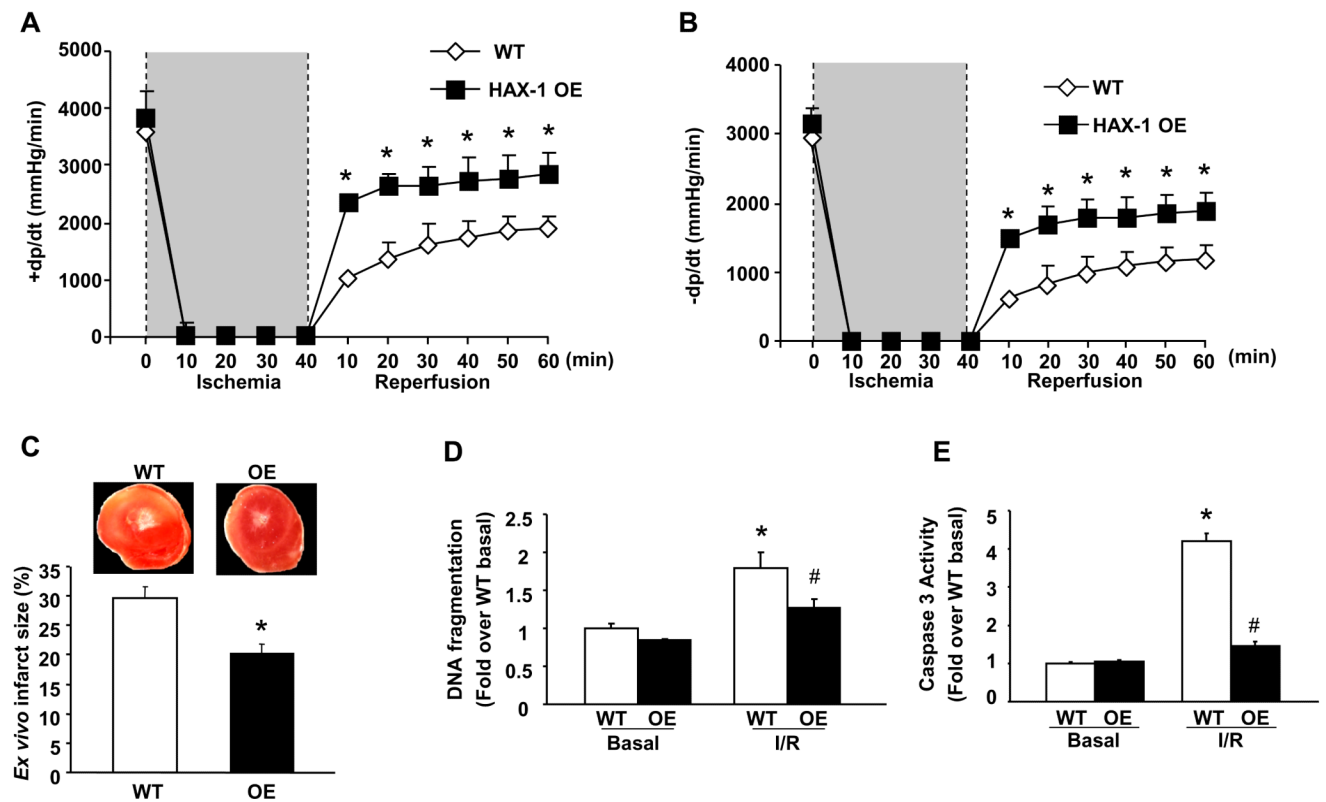 A
+dp/dt (mmHg/min)
5000
4000
3000
2000
1000
0
WT
HAX-1 OE
* * * * * *
0 10 20 30 40 10 20 30 40 50 60 (min)
Ischemia Reperfusion
B
-dp/dt (mmHg/min)
4000
3000
2000
1000
0
WT
HAX-1 OE
* * * * * *
0 10 20 30 40 10 20 30 40 50 60 (min)
Ischemia Reperfusion
C
WT OE
Ex vivo infarct size (%)
35
30
25
20
15
10
5
0
*
WT OE
D
DNA fragmentation
(Fold over WT basal)
2.5
2
1.5
1
0.5
0
*
#
WT OE WT OE
Basal I/R
E
Caspase 3 Activity
(Fold over WT basal)
5
4
3
2
1
0
*
#
WT OE WT OE
Basal I/R